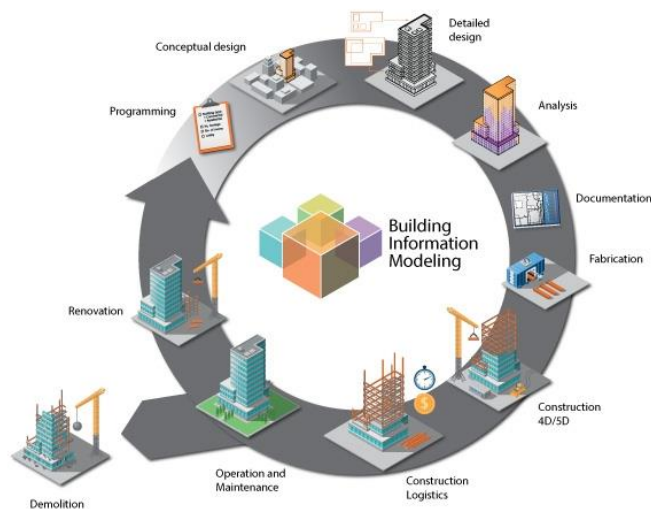 Detailed
design
Conceptual design
Programming
Analysis
Building
Information
Modeling
Documentation
Fabrication
Renovation
Construction
4D/5D
Operation and
Maintenance
Construction
Logistics
Demolition